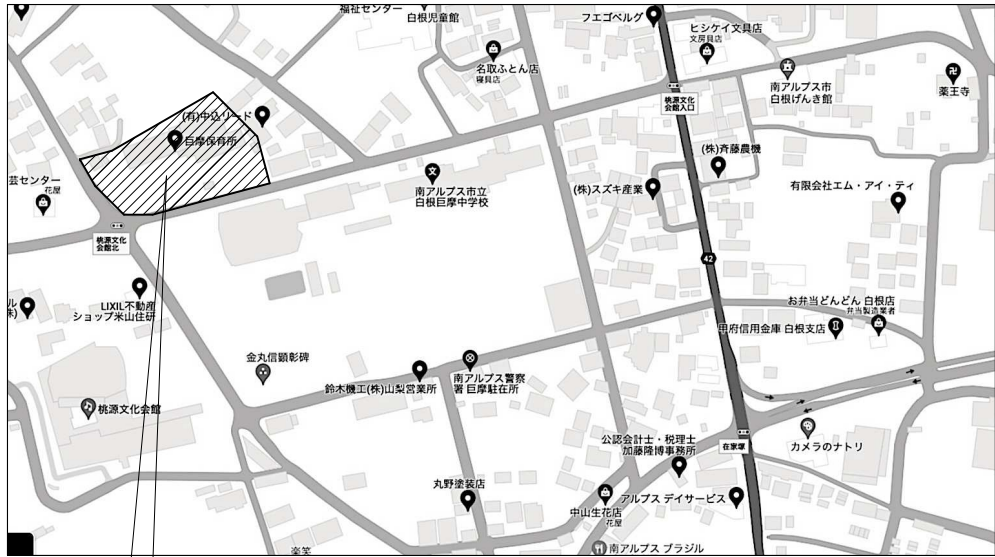 福祉センター
白根児童館
フエゴペルグ
ヒシケイ文具店
文房具店
名取ふとん店
寝具店
南アルプス市
白根げんき館
薬王寺
桃源文化
会館入口
(有)中込リード
巨摩保育所
(株)斉藤農機
芸センター
花屋
南アルプス市立
白根巨摩中学校
(株)スズキ産業
有限会社エム・アイ・ティ
桃源文化
会館北
42
LIXIL不動産
ショップ米山住研
ル
株)
お弁当どんどん 白根店
弁当製造業者
甲府信用金庫 白根支店
金丸信顕彰碑
鈴木機工(株)山梨営業所
南アルプス警察
署 巨摩駐在所
桃源文化会館
公認会計士・税理士
加藤隆博事務所
在家塚
カメラのナトリ
丸野塗装店
中山生花店
花屋
アルプス デイサービス
楽笑
南アルプス ブラジル